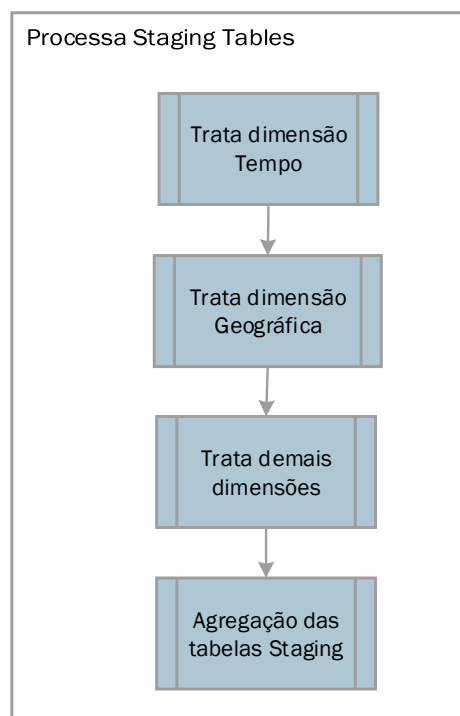 Processa Staging Tables
Trata dimensão
Tempo
Trata dimensão
Geográfica
Trata demais
dimensões
Agregação das
tabelas Staging